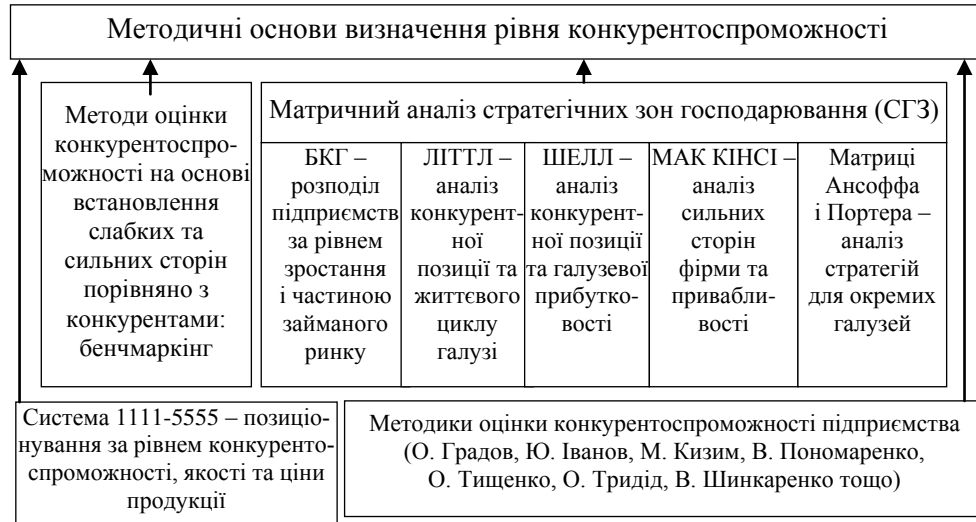 Методичні основи визначення рівня конкурентоспроможності
Методи оцінки
конкурентоспро-
можності на основі
встановлення
слабких та
сильних сторін
порівняно з
конкурентами:
бенчмаркінг
Матричний аналіз стратегічних зон господарювання (СГЗ)
БКГ –
розподіл
підприємств
за рівнем
зростання
і частиною
займаного
ринку
ЛІТТЛ –
аналіз
конкурент-
ної
позиції та
життєвого
циклу
галузі
ШЕЛЛ –
аналіз
конкурент-
ної позиції
та галузевої
прибутко-
вості
МАК КІНСІ –
аналіз
сильних
сторін
фірми та
привабли-
вості
Матриці
Ансоффа
і Портера –
аналіз
стратегій
для окремих
галузей
Система 1111-5555 – позиціо-
нування за рівнем конкуренто-
спроможності, якості та ціни
продукції
Методики оцінки конкурентоспроможності підприємства
(О. Градов, Ю. Іванов, М. Кизим, В. Пономаренко,
О. Тищенко, О. Тридід, В. Шинкаренко тощо)